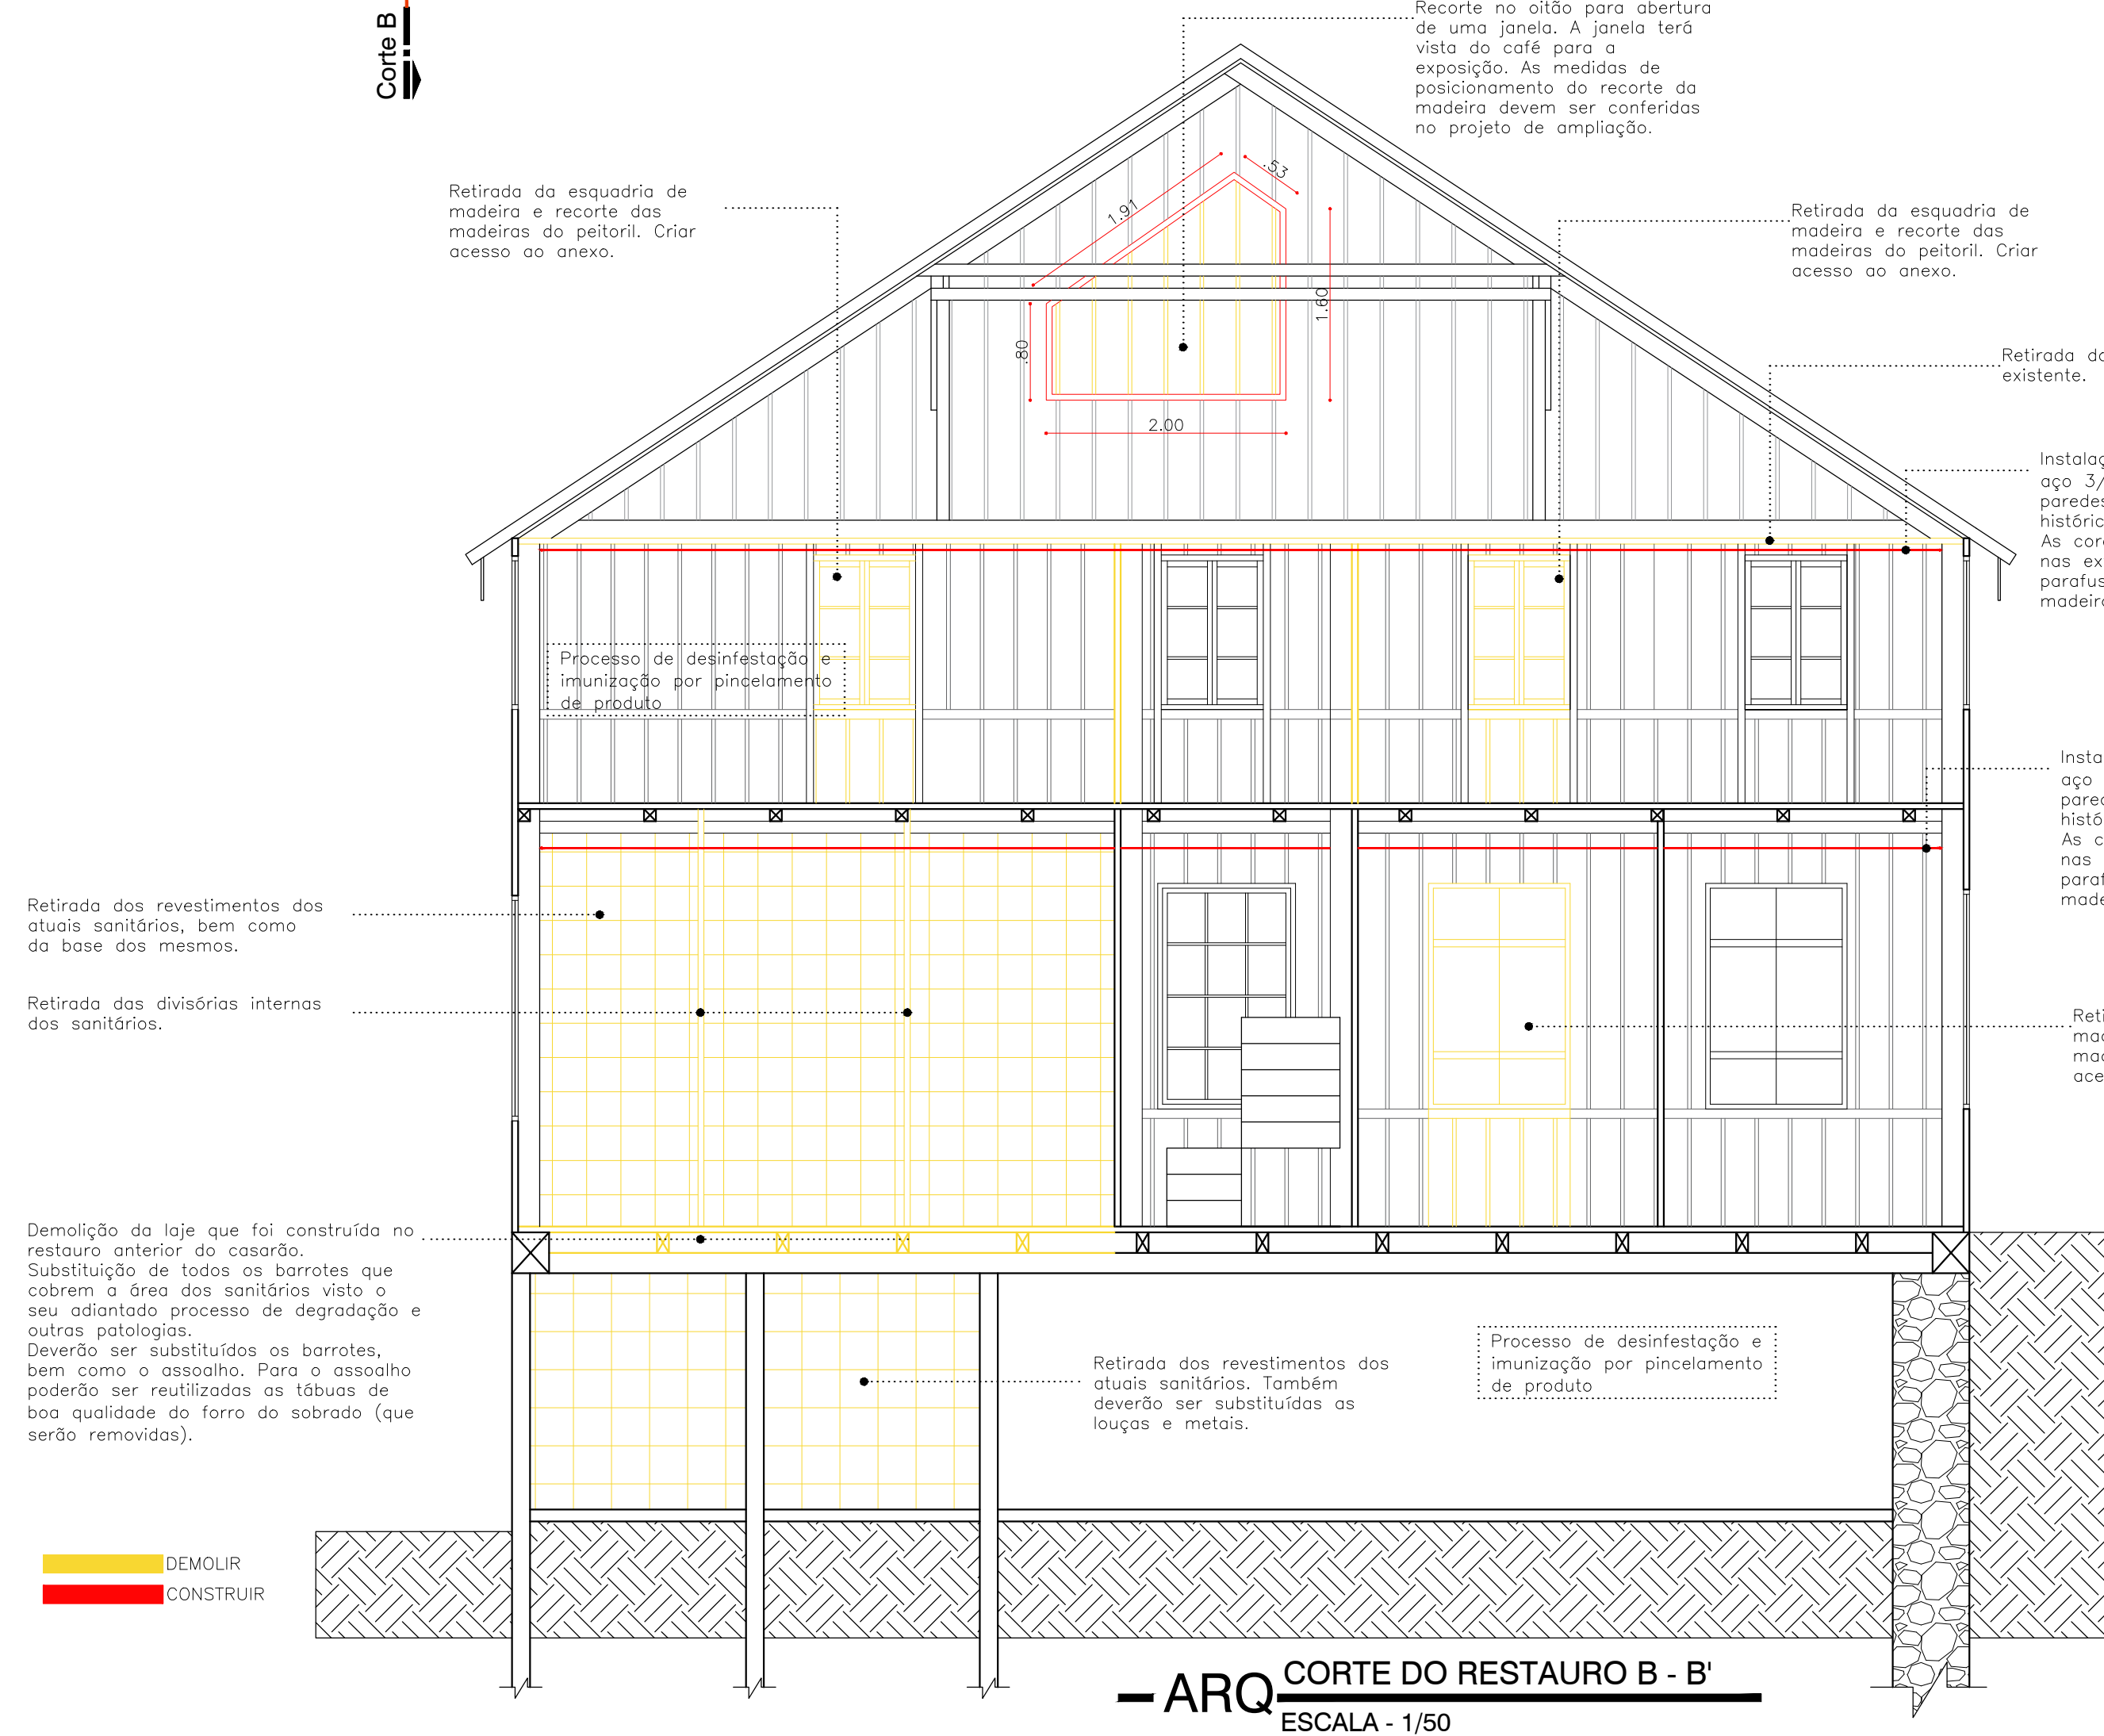 Corte B
Recorte no oitão para abertura
de uma janela. A janela terá
vista do café para a
exposição. As medidas de
posicionamento do recorte da
madeira devem ser conferidas
no projeto de ampliação.
Retirada da esquadria de
madeira e recorte das
madeiras do peitoril. Criar
acesso ao anexo.
.53
1.91
1.60
.80
2.00
Retirada da esquadria de
madeira e recorte das
madeiras do peitoril. Criar
acesso ao anexo.
Retirada
existente.
aço 3/
Processo de desinfestação e
imunização por pincelamento
de produto
As
nas
aço
As
nas
Retirada dos revestimentos dos
atuais sanitários, bem como
da base dos mesmos.
Retirada das divisórias internas
dos sanitários.
Demolição da laje que foi construída no
restauro anterior do casarão.
Substituição de todos os barrotes que
cobrem a área dos sanitários visto o
seu adiantado processo de degradação e
outras patologias.
Deverão ser substituídos os barrotes,
bem como o assoalho. Para o assoalho
poderão ser reutilizadas as tábuas de
boa qualidade do forro do sobrado (que
serão removidas).
Retirada dos revestimentos dos
atuais sanitários. Também
deverão ser substituídas as
louças e metais.
Processo de desinfestação e
imunização por pincelamento
de produto
DEMOLIR
CONSTRUIR
ARQ
CORTE DO RESTAURO B - B'
ESCALA - 1/50